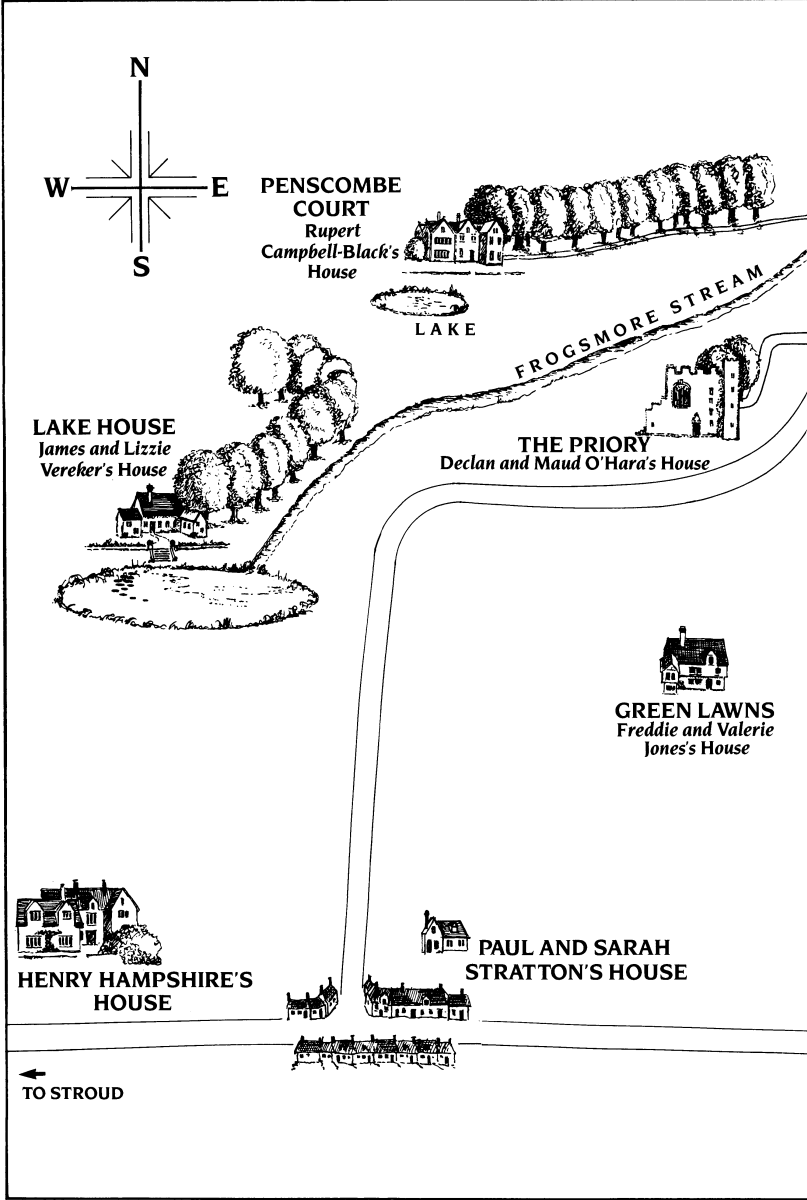 N
W E
S
PENSCOMBE
COURT
Rupert
Campbell-Black's
House
LAKE
FROGSMORE STREAM
LAKE HOUSE
James and Lizzie
Vereker's House
THE PRIORY
Declan and Maud O'Hara's House
GREEN LAWNS
Freddie and Valerie
Jones's House
PAUL AND SARAH
STRATTON'S HOUSE
HENRY HAMPSHIRE'S
HOUSE
TO STROUD